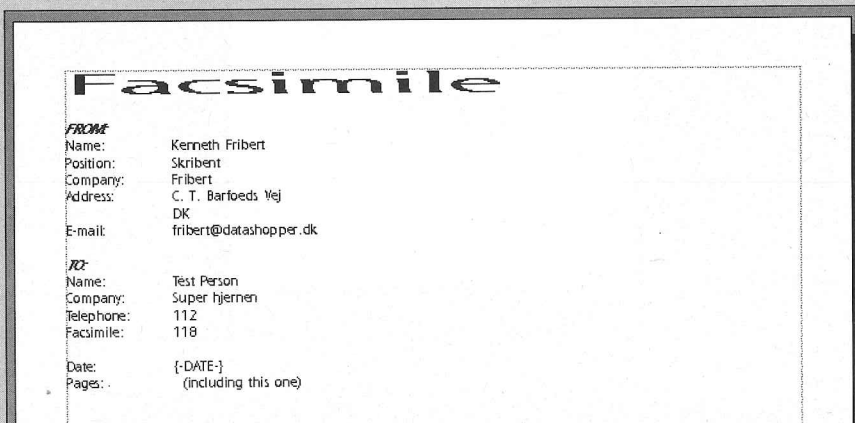 Facsimile
FROM:
Name: Kenneth Fribert
Position: Skribent
Company: Fribert
Address: C. T. Barfoeds Vej
DK
E-mail: fribert@datashopper.dk
TO:
Name: Test Person
Company: Super hjernen
Telephone: 112
Facsimile: 118
Date: {-DATE-}
Pages: (including this one)